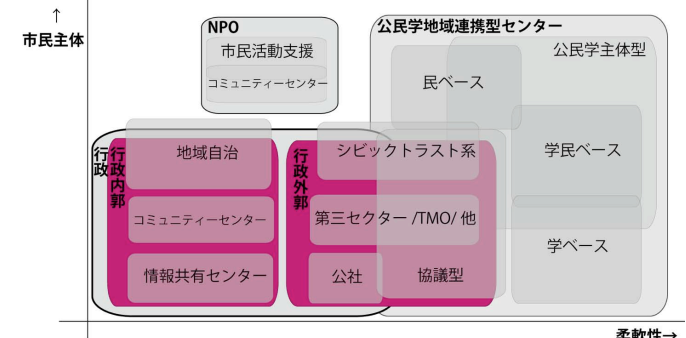 ↑
市民主体
NPO
市民活動支援
コミュニティーセンター
公民学地域連携型センター
公民学主体型
民ベース
学民ベース
学ベース
行政
行政内郭
地域自治
コミュニティーセンター
情報共有センター
行政外郭
シビックトラスト系
第三セクター/TMO/他
公社
協議型
柔軟性→